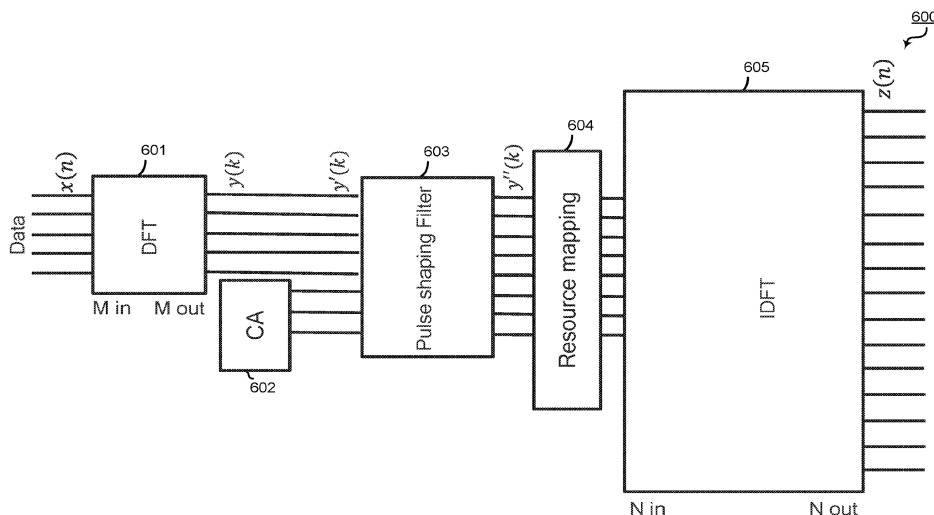 600
Data
x(n)
601
DFT
M in
M out
y(k)
CA
602
y'(k)
603
Pulse shaping Filter
y''(k)
604
Resource mapping
605
IDFT
N in
N out
z(n)